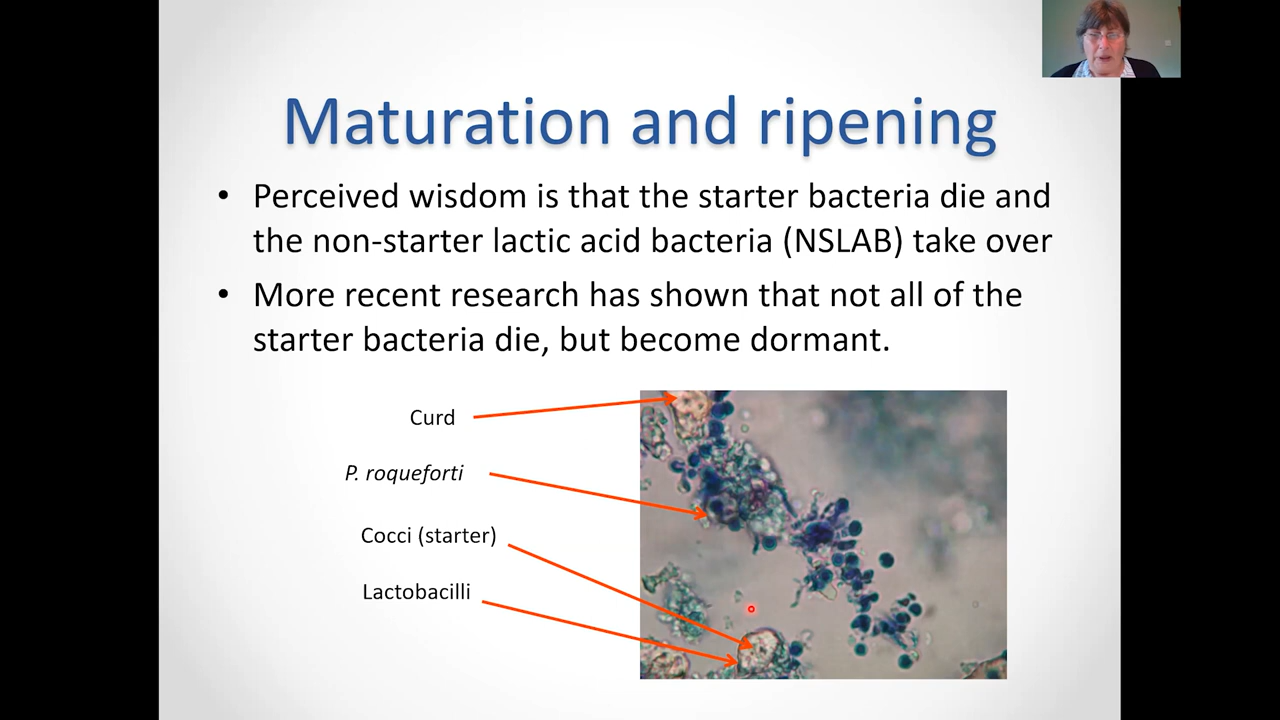 Maturation and ripening
• Perceived wisdom is that the starter bacteria die and
the non-starter lactic acid bacteria (NSLAB) take over
• More recent research has shown that not all of the
starter bacteria die, but become dormant.
Curd
P. roqueforti
Cocci (starter)
Lactobacilli